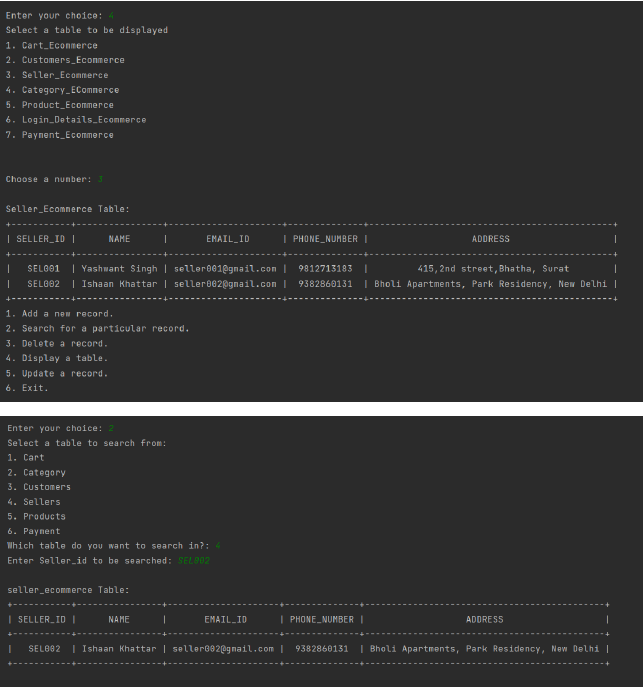 Enter your choice: 4
Select a table to be displayed
1. Cart_Ecommerce
2. Customers_Ecommerce
3. Seller_Ecommerce
4. Category_ECommerce
5. Product_Ecommerce
6. Login_Details_Ecommerce
7. Payment_Ecommerce
Choose a number: 3
Seller_Ecommerce Table:
+-----------+----------------+---------------------+--------------+---------------------------------------------+
| SELLER_ID | NAME | EMAIL_ID | PHONE_NUMBER | ADDRESS |
+-----------+----------------+---------------------+--------------+---------------------------------------------+
| SEL001 | Yashwant Singh | seller001@gmail.com | 9812713183 | 415,2nd street,Bhatha, Surat |
| SEL002 | Ishaan Khattar | seller002@gmail.com | 9382860131 | Bholi Apartments, Park Residency, New Delhi |
+-----------+----------------+---------------------+--------------+---------------------------------------------+
1. Add a new record.
2. Search for a particular record.
3. Delete a record.
4. Display a table.
5. Update a record.
6. Exit.
Enter your choice: 2
Select a table to search from:
1. Cart
2. Category
3. Customers
4. Sellers
5. Products
6. Payment
Which table do you want to search in?: 4
Enter Seller_id to be searched: SEL002
seller_ecommerce Table:
+-----------+----------------+---------------------+--------------+---------------------------------------------+
| SELLER_ID | NAME | EMAIL_ID | PHONE_NUMBER | ADDRESS |
+-----------+----------------+---------------------+--------------+---------------------------------------------+
| SEL002 | Ishaan Khattar | seller002@gmail.com | 9382860131 | Bholi Apartments, Park Residency, New Delhi |
+-----------+----------------+---------------------+--------------+---------------------------------------------+